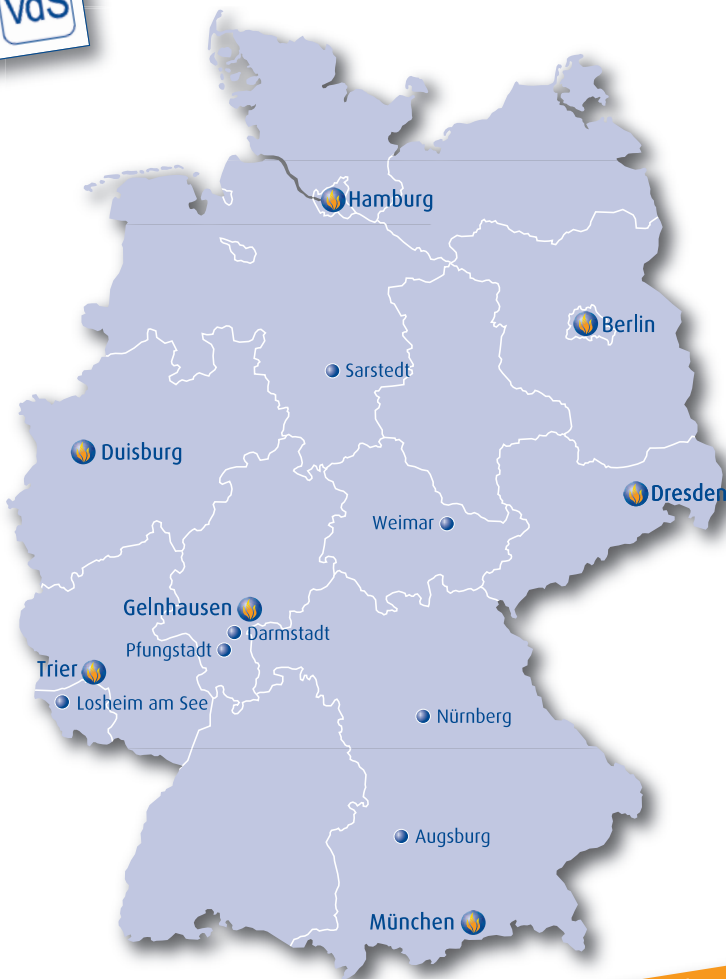 VdS
Hamburg
Berlin
Sarstedt
Duisburg
Dresden
Weimar
Gelnhausen
Darmstadt
Pfungstadt
Trier
Losheim am See
Nürnberg
Augsburg
München